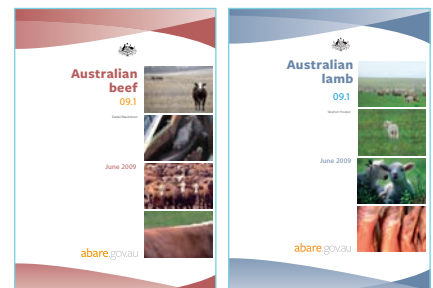 Australian
beef
09.1
June 2009
abare.gov.au
Australian
lamb
09.1
June 2009
abare.gov.au